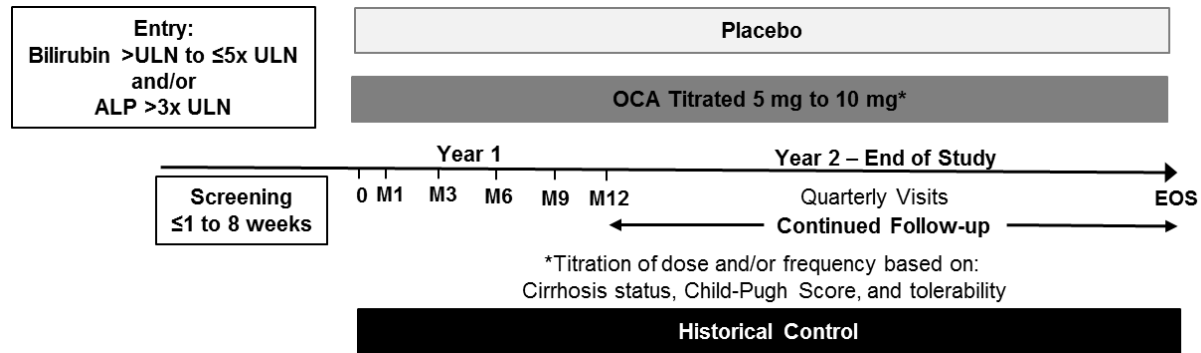 Entry:
Bilirubin >ULN to ≤5x ULN
and/or
ALP >3x ULN
Placebo
OCA Titrated 5 mg to 10 mg*
Year 1
Year 2 – End of Study
Screening
≤1 to 8 weeks
0 M1 M3 M6 M9 M12
Quarterly Visits
EOS
Continued Follow-up
*Titration of dose and/or frequency based on:
Cirrhosis status, Child-Pugh Score, and tolerability
Historical Control